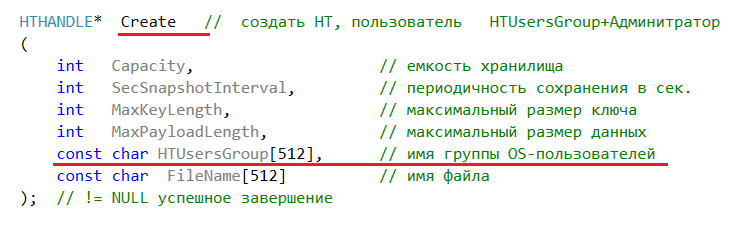 HTHANDLE*  Create   //  создать HT, пользователь   HTUsersGroup+Админитратор
(
    int   Capacity,                    // емкость хранилища
    int   SecSnapshotInterval,         // периодичность сохранения в сек.
    int   MaxKeyLength,                // максимальный размер ключа
    int   MaxPayloadLength,            // максимальный размер данных
    const char HTUsersGroup[512],      // имя группы OS-пользователей
    const char  FileName[512]          // имя файла
);  // != NULL успешное завершение